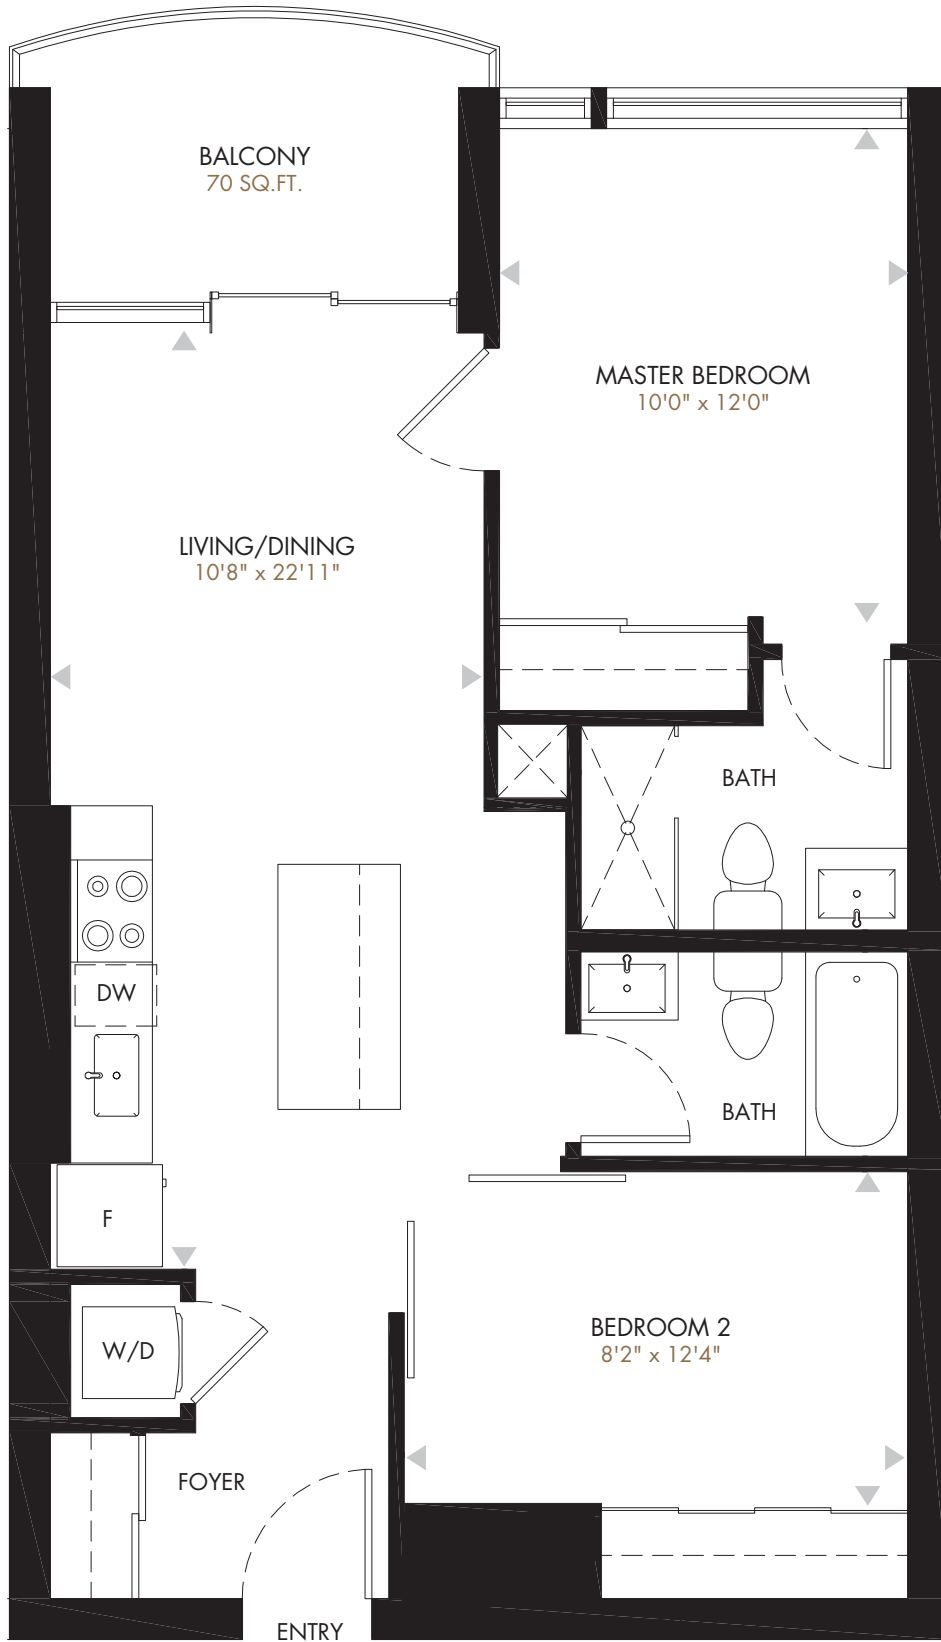 BALCONY
70 SQ.FT.
MASTER BEDROOM
10'0" x 12'0"
LIVING/DINING
10'8" x 22'11"
BATH
DW
BATH
F
BEDROOM 2
8'2" x 12'4"
W/D
FOYER
ENTRY